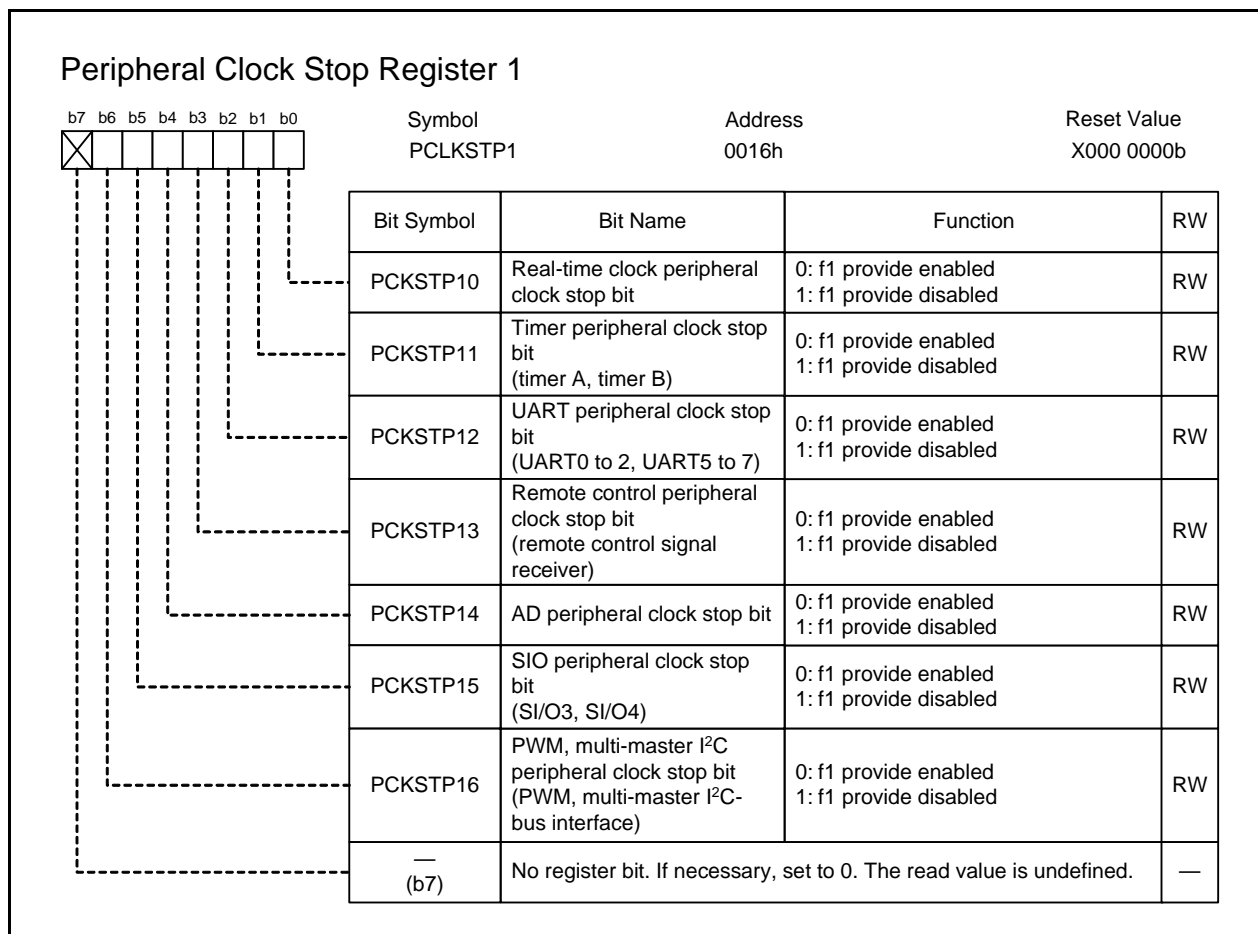 Peripheral Clock Stop Register 1
b7 b6 b5 b4 b3 b2 b1 b0
Symbol Address Reset Value
PCLKSTP1 0016h X000 0000b
Bit Symbol Bit Name Function RW
PCKSTP10
Real-time clock peripheral
clock stop bit
0: f1 provide enabled
1: f1 provide disabled
RW
PCKSTP11
Timer peripheral clock stop
bit
(timer A, timer B)
0: f1 provide enabled
1: f1 provide disabled
RW
PCKSTP12
UART peripheral clock stop
bit
(UART0 to 2, UART5 to 7)
0: f1 provide enabled
1: f1 provide disabled
RW
PCKSTP13
Remote control peripheral
clock stop bit
(remote control signal
receiver)
0: f1 provide enabled
1: f1 provide disabled
RW
PCKSTP14
AD peripheral clock stop bit
0: f1 provide enabled
1: f1 provide disabled
RW
PCKSTP15
SIO peripheral clock stop
bit
(SI/O3, SI/O4)
0: f1 provide enabled
1: f1 provide disabled
RW
PCKSTP16
PWM, multi-master I²C
peripheral clock stop bit
(PWM, multi-master I²C-
bus interface)
0: f1 provide enabled
1: f1 provide disabled
RW
—
(b7)
No register bit. If necessary, set to 0. The read value is undefined.
—